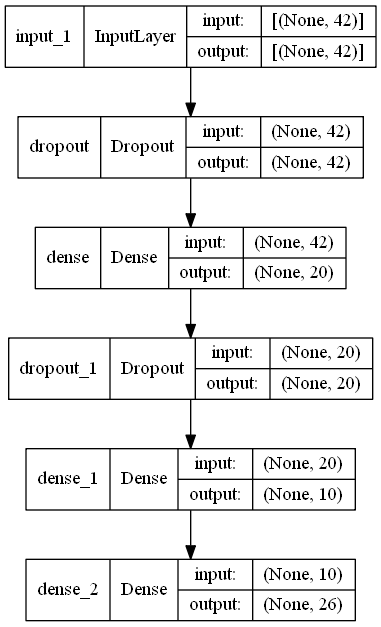 input_1 InputLayer input: [(None, 42)]
output: [(None, 42)]
dropout Dropout input: (None, 42)
output: (None, 42)
dense Dense input: (None, 42)
output: (None, 20)
dropout_1 Dropout input: (None, 20)
output: (None, 20)
dense_1 Dense input: (None, 20)
output: (None, 10)
dense_2 Dense input: (None, 10)
output: (None, 26)